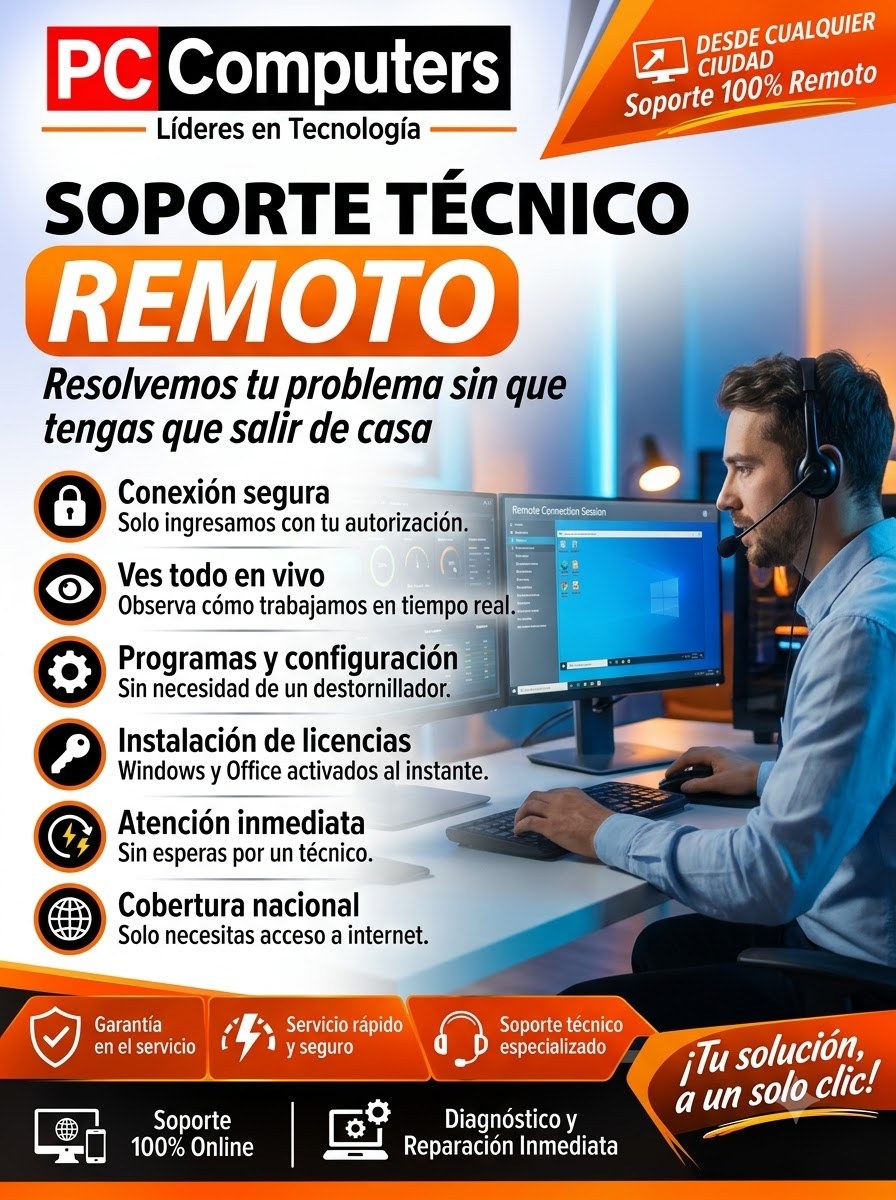 PC Computers
Líderes en Tecnología
DESDE CUALQUIER
CIUDAD
Soporte 100% Remoto
SOPORTE TÉCNICO
REMOTO
Resolvemos tu problema sin que
tengas que salir de casa
Conexión segura
Solo ingresamos con tu autorización.
Ves todo en vivo
Observa cómo trabajamos en tiempo real.
Programas y configuración
Sin necesidad de un destornillador.
Instalación de licencias
Windows y Office activados al instante.
Atención inmediata
Sin esperas por un técnico.
Cobertura nacional
Solo necesitas acceso a internet.
Remote Connection Session
Garantía
en el servicio
Servicio rápido
y seguro
Soporte técnico
especializado
¡Tu solución,
a un solo clic!
Soporte
100% Online
Diagnóstico y
Reparación Inmediata